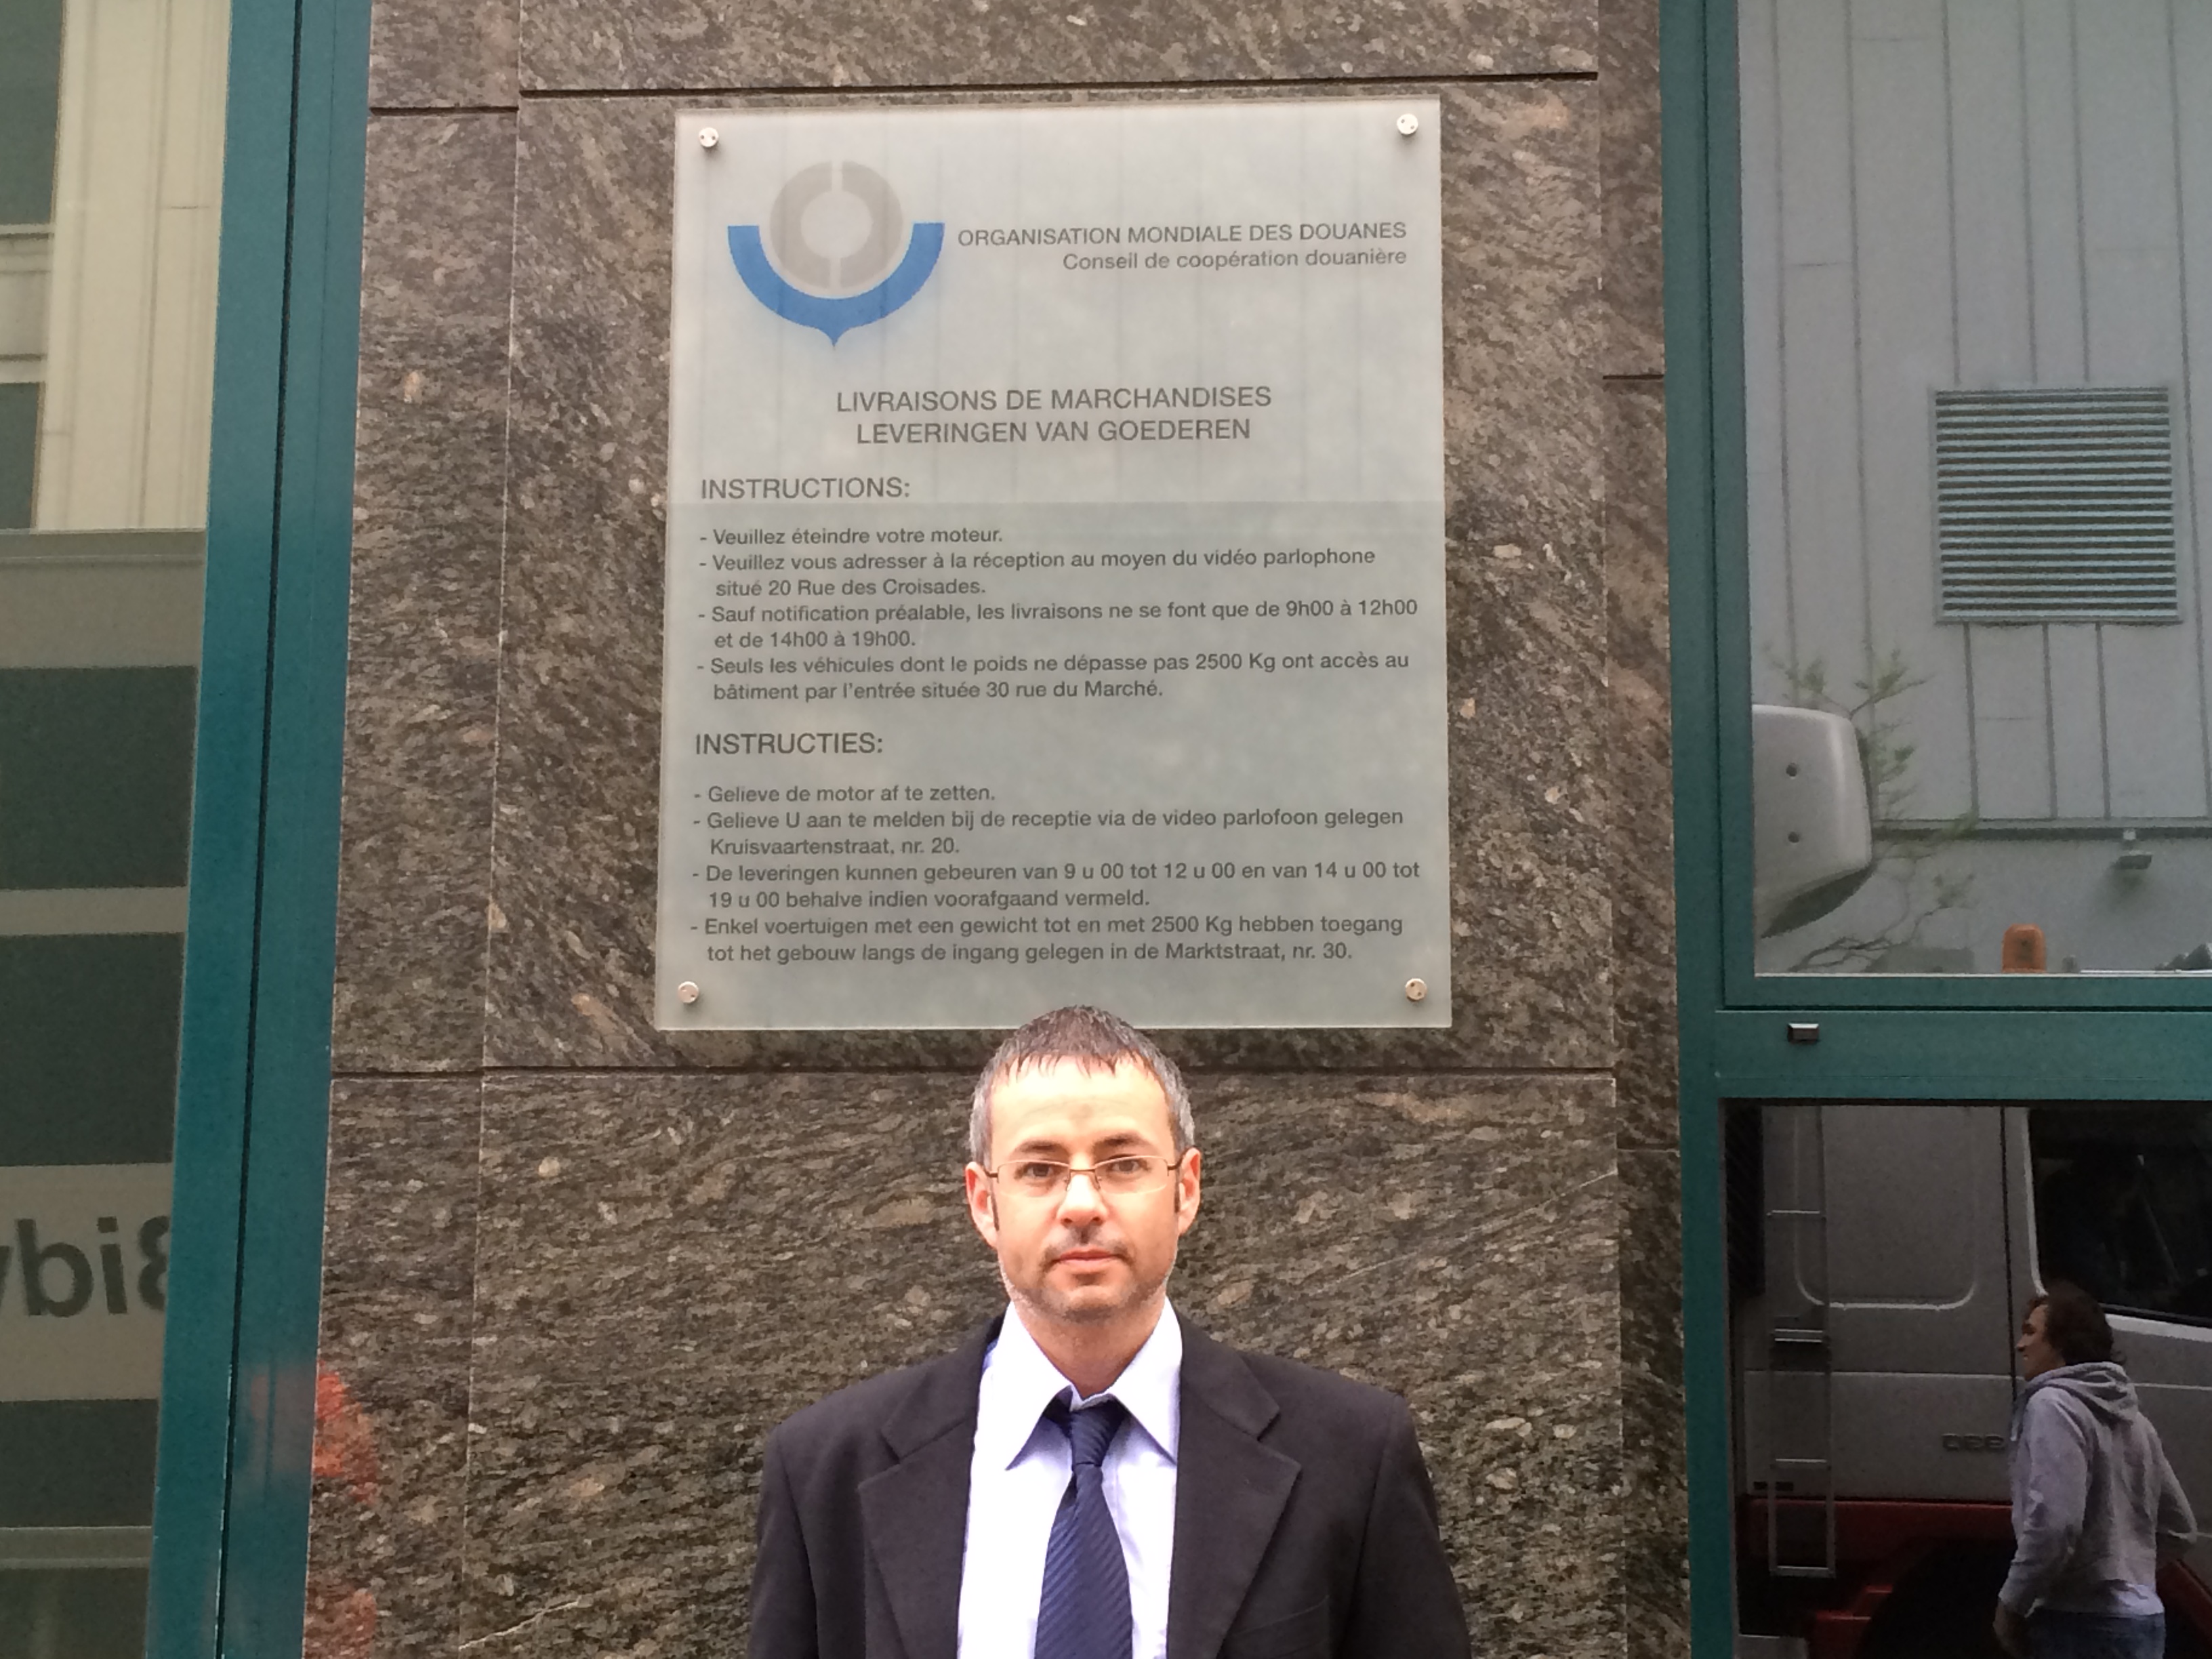 ORGANISATION MONDIALE DES DOUANES
Conseil de coopération douanière
LIVRAISONS DE MARCHANDISES
LEVERINGEN VAN GOEDEREN
INSTRUCTIONS:
- Veuillez éteindre votre moteur.
- Veuillez vous adresser à la réception au moyen du vidéo parlophone
situé 20 Rue des Croisades.
- Sauf notification préalable, les livraisons ne se font que de 9h00 à 12h00
et de 14h00 à 19h00.
- Seuls les véhicules dont le poids ne dépasse pas 2500 Kg ont accès au
bâtiment par l'entrée située 30 rue du Marché.
INSTRUCTIES:
- Gelieve de motor af te zetten.
- Gelieve U aan te melden bij de receptie via de video parlofoon gelegen
Kruisvaartenstraat, nr. 20.
- De leveringen kunnen gebeuren van 9 u 00 tot 12 u 00 en van 14 u 00 tot
19 u 00 behalve indien voorafgaand vermeld.
- Enkel voertuigen met een gewicht tot en met 2500 Kg hebben toegang
tot het gebouw langs de ingang gelegen in de Marktstraat, nr. 30.